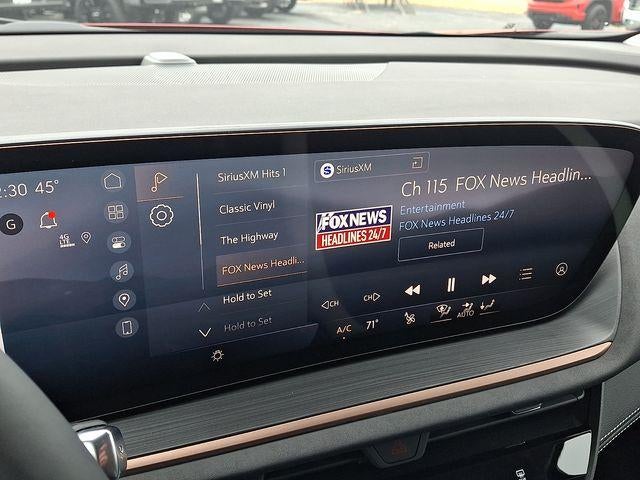 2:30 45°
G
4G
LTE
SiriusXM Hits 1
Classic Vinyl
The Highway
FOX News Headli...
Hold to Set
Hold to Set
S SiriusXM
FOX NEWS
HEADLINES 24/7
Ch 115 FOX News Headlin...
Entertainment
FOX News Headlines 24/7
Related
CH
CH
A/C
71°
AUTO